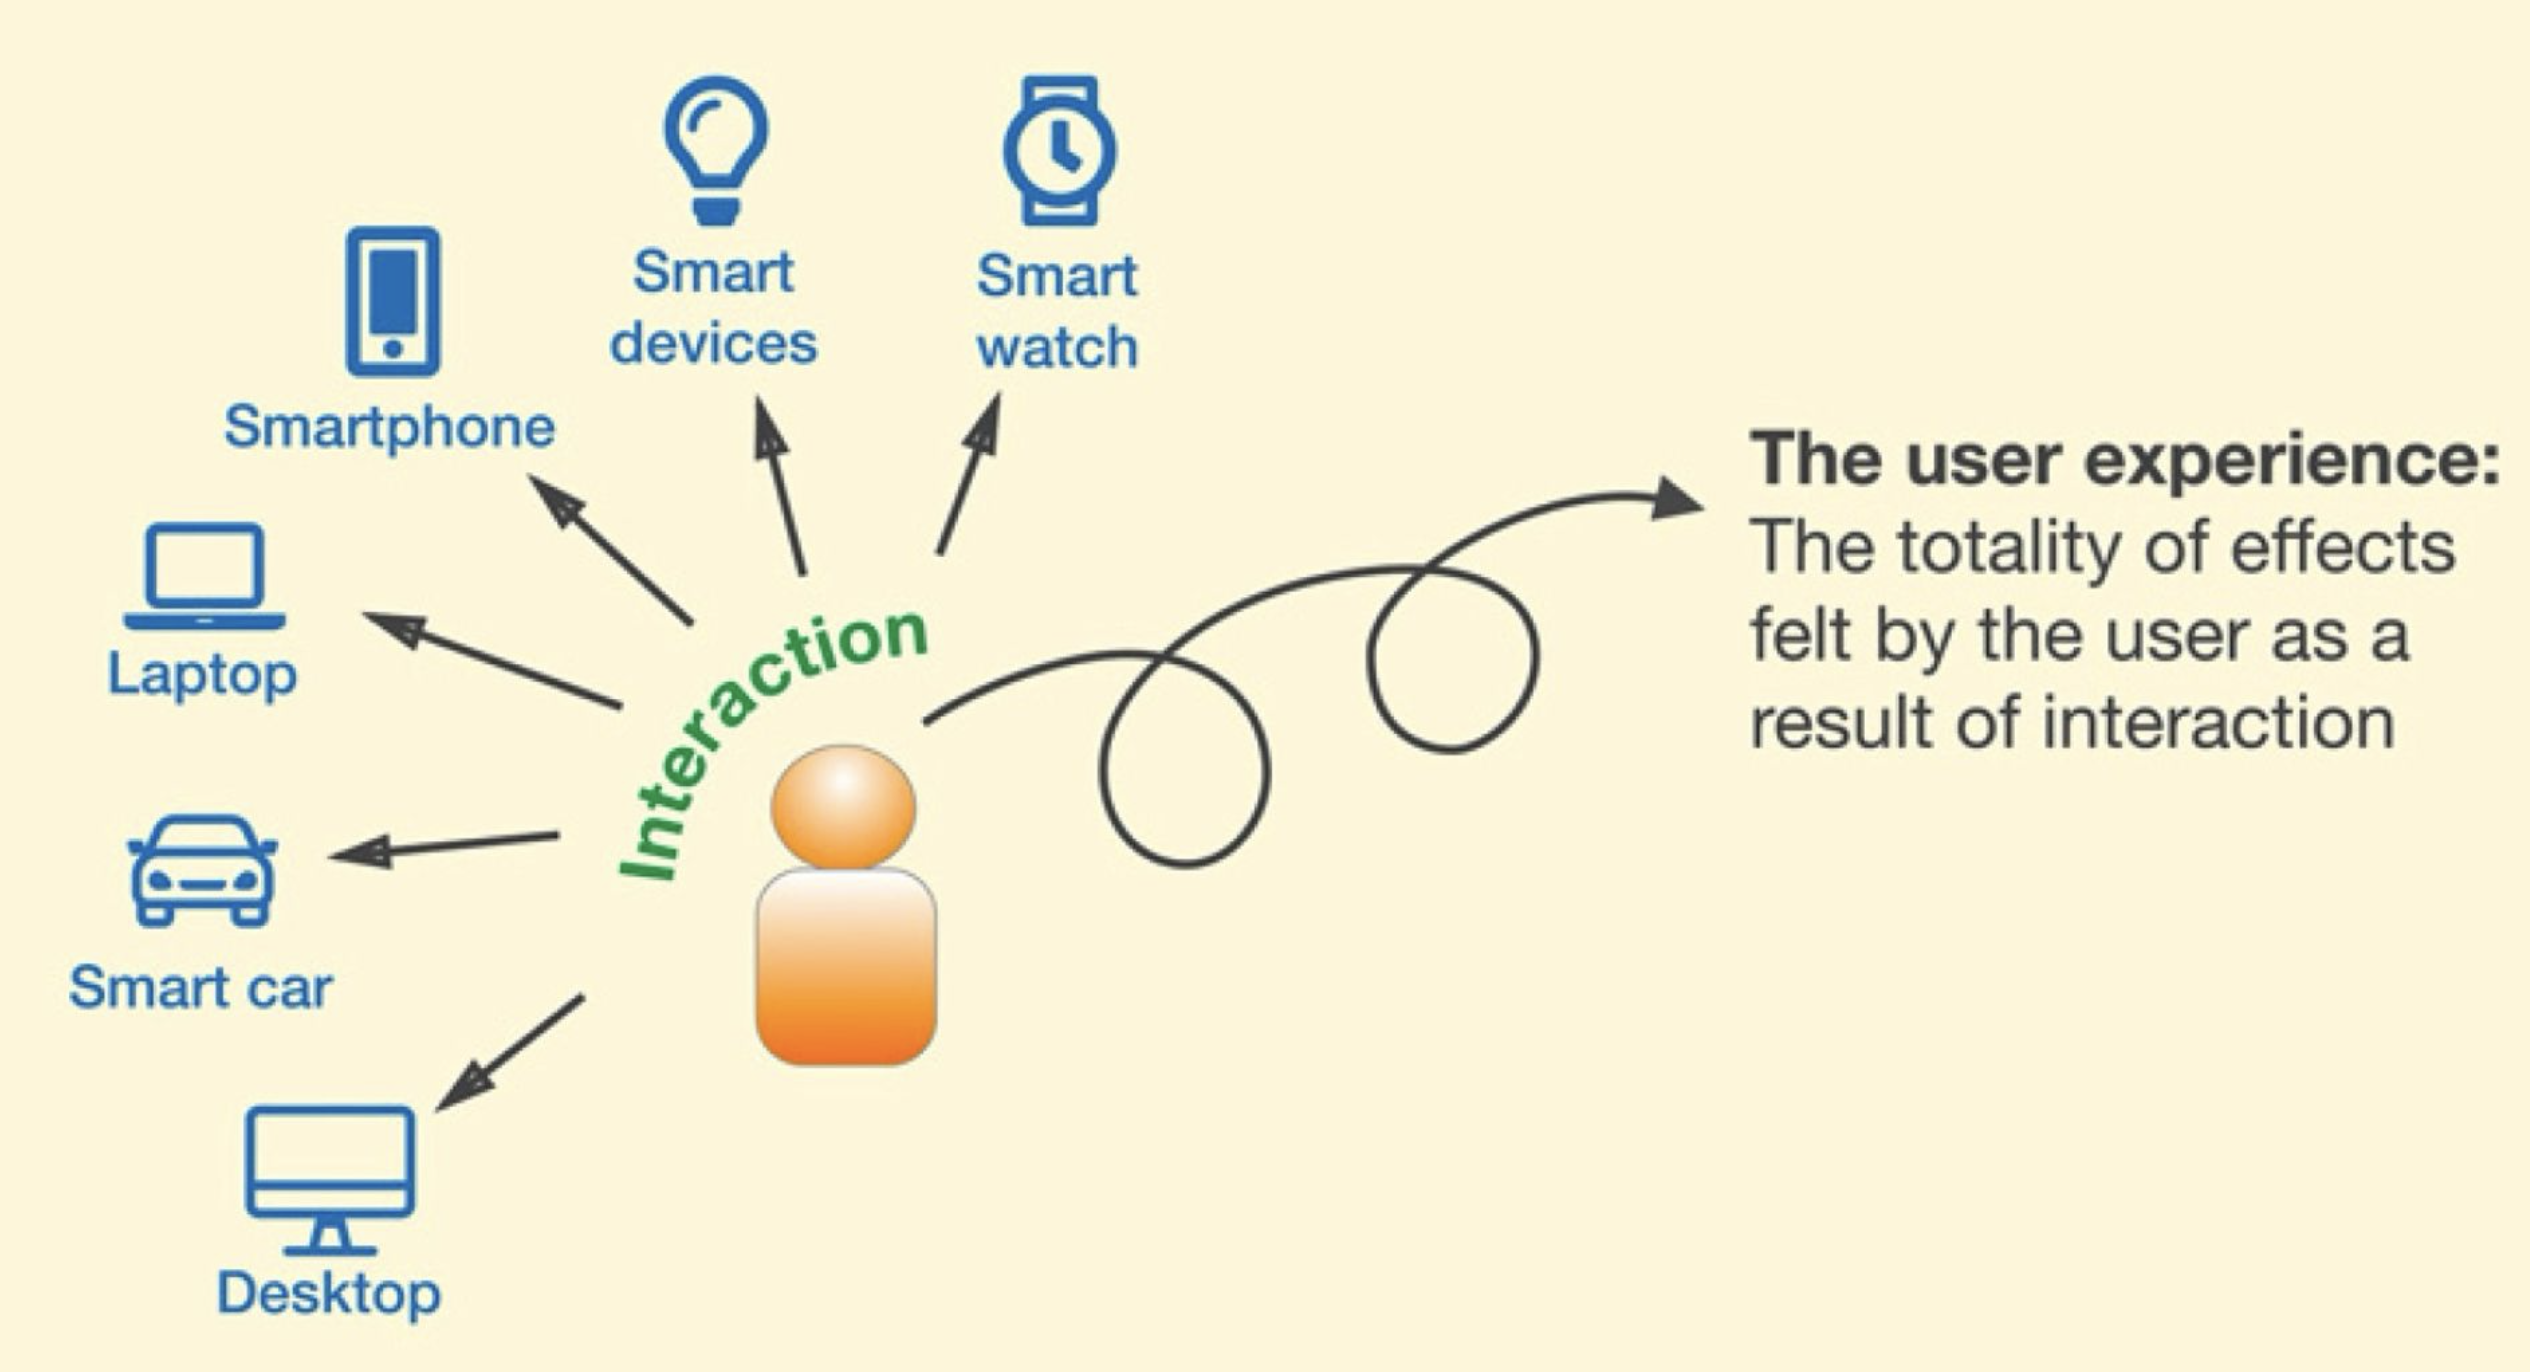 Smart
devices
Smart
watch
Smartphone
Laptop
Smart car
Desktop
Interaction
The user experience:
The totality of effects
felt by the user as a
result of interaction